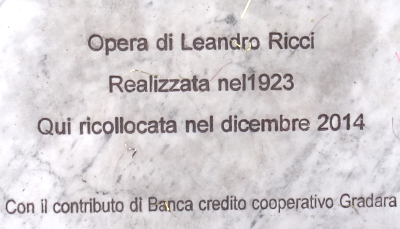 Opera di Leandro Ricci
Realizzata nel1923
Qui ricollocata nel dicembre 2014
Con il contributo di Banca credito cooperativo Gradara